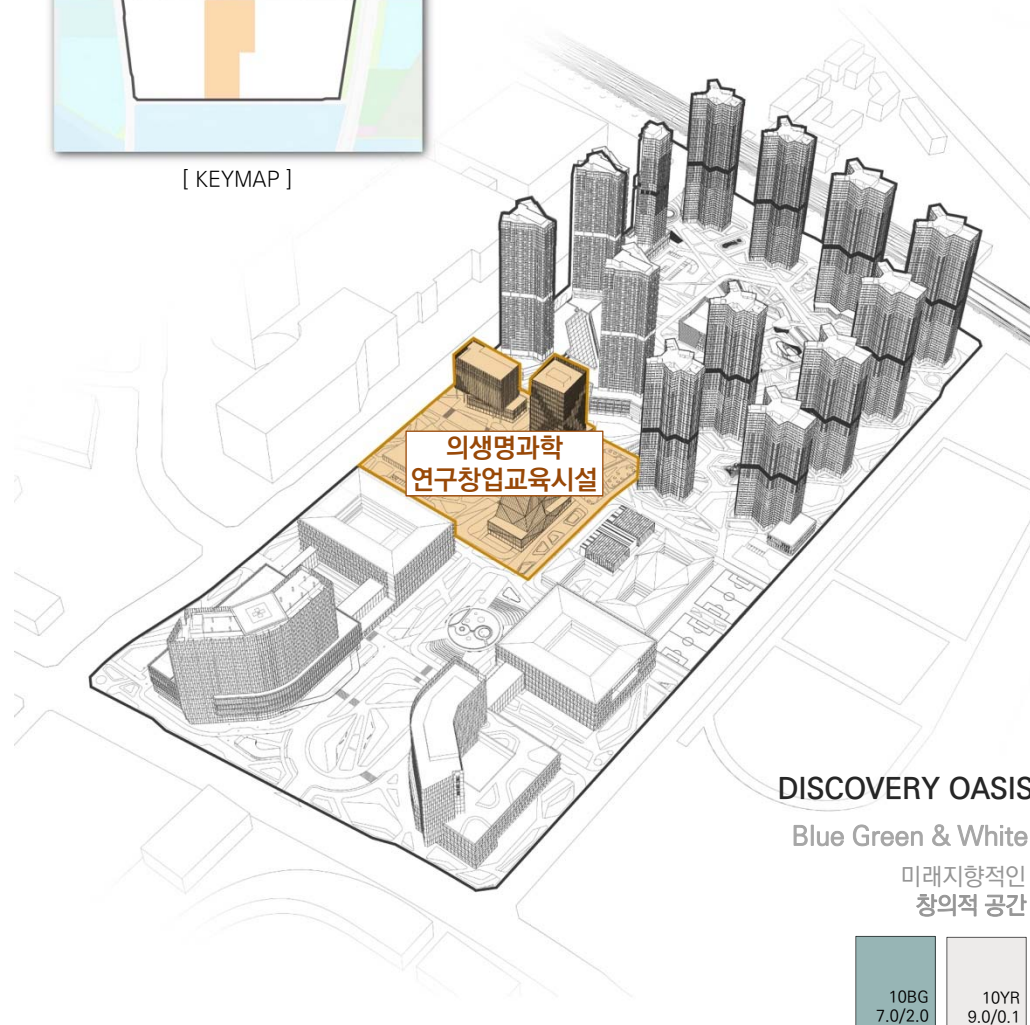 [ KEYMAP ]
의생명과학
연구창업교육시설
DISCOVERY OASIS
Blue Green & White
미래지향적인
창의적 공간
10BG
7.0/2.0
10YR
9.0/0.1